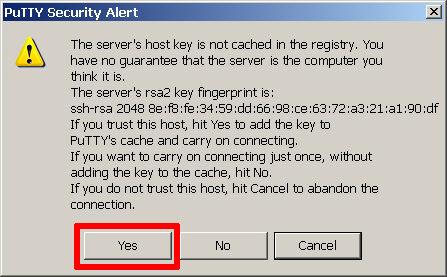 PuTTY Security Alert
The server's host key is not cached in the registry. You
have no guarantee that the server is the computer you
think it is.
The server's rsa2 key fingerprint is:
ssh-rsa 2048 8e:f8:fe:34:59:dd:66:98:ce:63:72:a3:21:a1:90:df
If you trust this host, hit Yes to add the key to
PuTTY's cache and carry on connecting.
If you want to carry on connecting just once, without
adding the key to the cache, hit No.
If you do not trust this host, hit Cancel to abandon the
connection.
Yes No Cancel